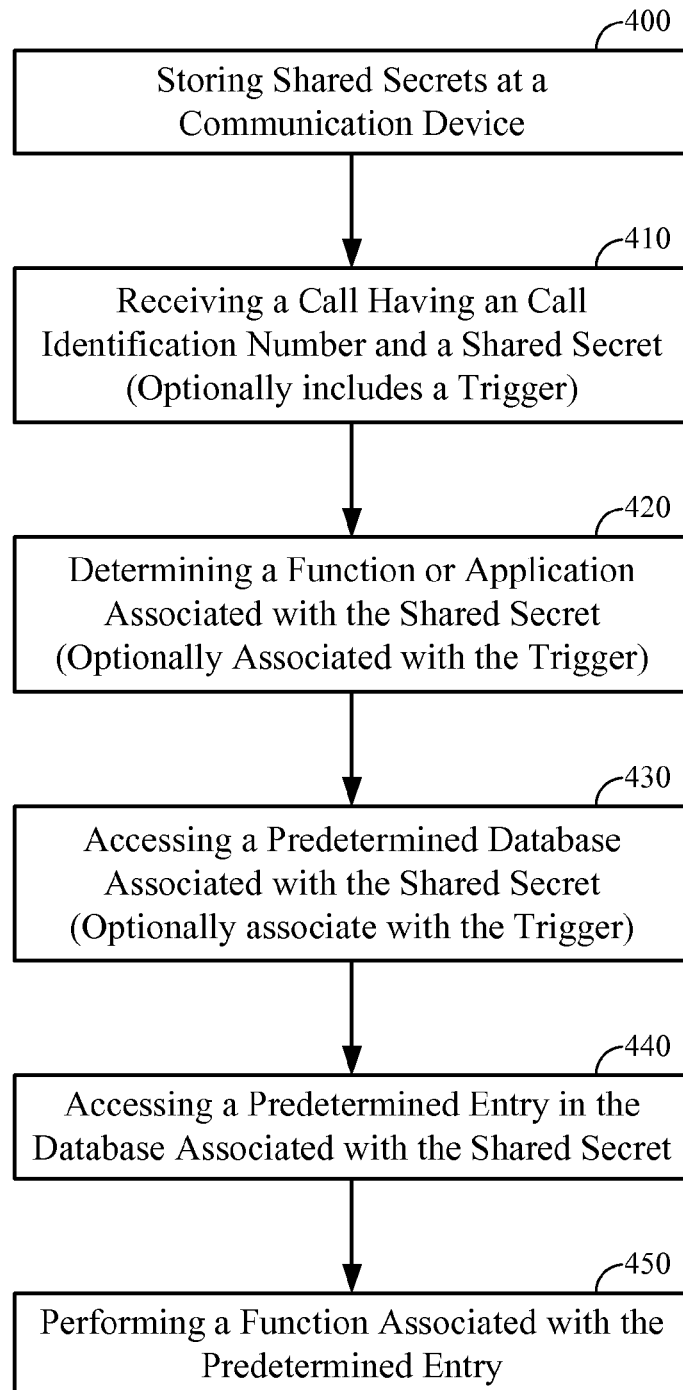 400
Storing Shared Secrets at a
Communication Device
410
Receiving a Call Having an Call
Identification Number and a Shared Secret
(Optionally includes a Trigger)
420
Determining a Function or Application
Associated with the Shared Secret
(Optionally Associated with the Trigger)
430
Accessing a Predetermined Database
Associated with the Shared Secret
(Optionally associate with the Trigger)
440
Accessing a Predetermined Entry in the
Database Associated with the Shared Secret
450
Performing a Function Associated with the
Predetermined Entry